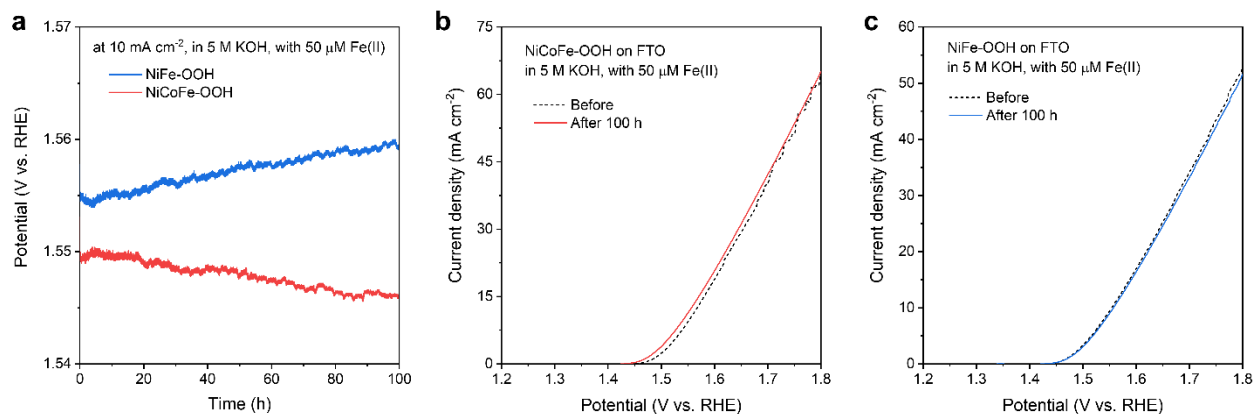 a
1.57
1.56
1.55
1.54
Potential (V vs. RHE)
at 10 mA cm⁻², in 5 M KOH, with 50 μM Fe(II)
NiFe-OOH
NiCoFe-OOH
0 20 40 60 80 100
Time (h)
b
75
60
45
30
15
0
Current density (mA cm⁻²)
NiCoFe-OOH on FTO
in 5 M KOH, with 50 μM Fe(II)
Before
After 100 h
1.2 1.3 1.4 1.5 1.6 1.7 1.8
Potential (V vs. RHE)
c
60
50
40
30
20
10
0
Current density (mA cm⁻²)
NiFe-OOH on FTO
in 5 M KOH, with 50 μM Fe(II)
Before
After 100 h
1.2 1.3 1.4 1.5 1.6 1.7 1.8
Potential (V vs. RHE)